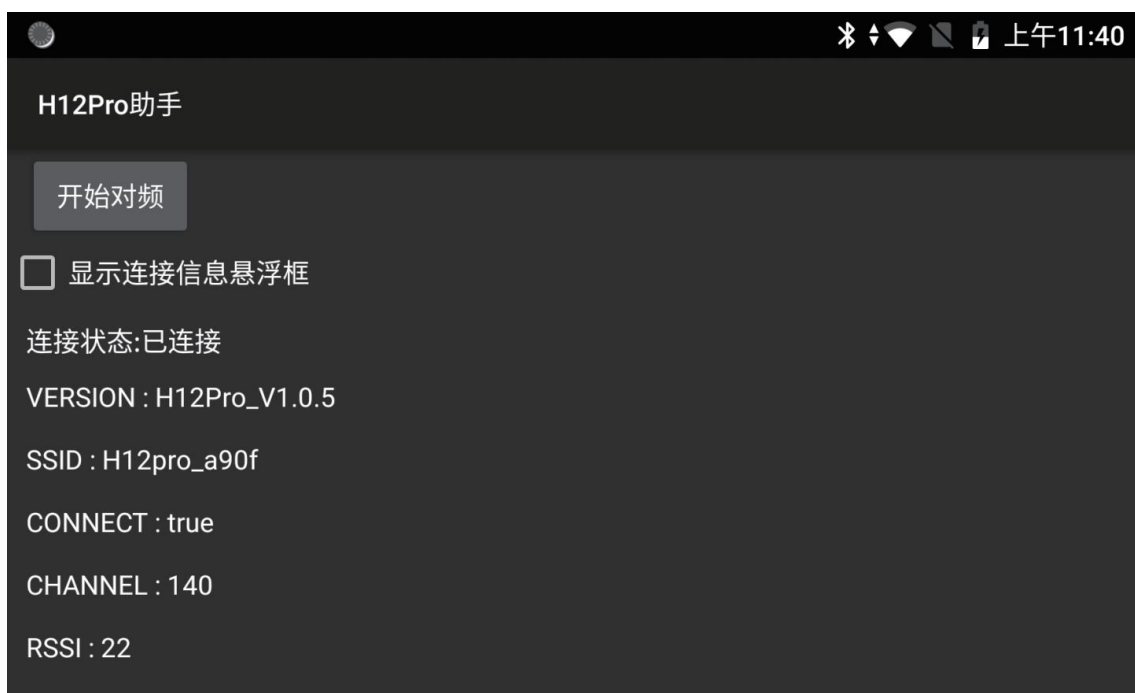 上午11:40
H12Pro助手
开始对频
显示连接信息悬浮框
连接状态:已连接
VERSION : H12Pro_V1.0.5
SSID : H12pro_a90f
CONNECT : true
CHANNEL : 140
RSSI : 22